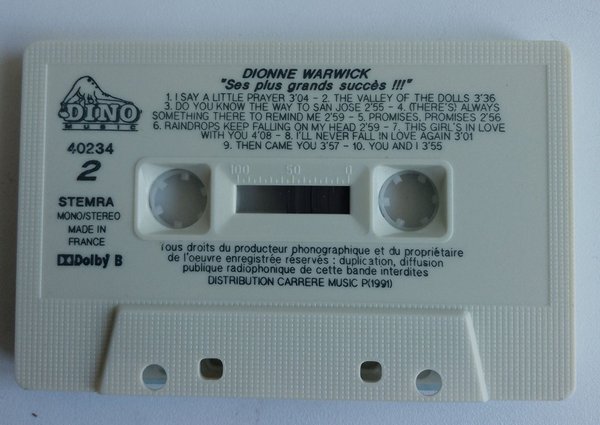 DIONNE WARWICK
"Ses plus grands succès !!!"
1. I SAY A LITTLE PRAYER 3'04 - 2. THE VALLEY OF THE DOLLS 3'36
3. DO YOU KNOW THE WAY TO SAN JOSE 2'55 - 4. (THERE'S) ALWAYS
SOMETHING THERE TO REMIND ME 2'59 - 5. PROMISES, PROMISES 2'56
6. RAINDROPS KEEP FALLING ON MY HEAD 2'59 - 7. THIS GIRL'S IN LOVE
WITH YOU 4'08 - 8. I'LL NEVER FALL IN LOVE AGAIN 3'01
9. THEN CAME YOU 3'57 - 10. YOU AND I 3'55
DINO
MUSIC
40234
2
100 50 0
STEMRA
MONO/STEREO
MADE IN
FRANCE
Dolby B
Tous droits du producteur phonographique et du propriétaire
de l'oeuvre enregistrée réservés : duplication, diffusion
publique radiophonique de cette bande interdites
DISTRIBUTION CARRERE MUSIC P(1991)